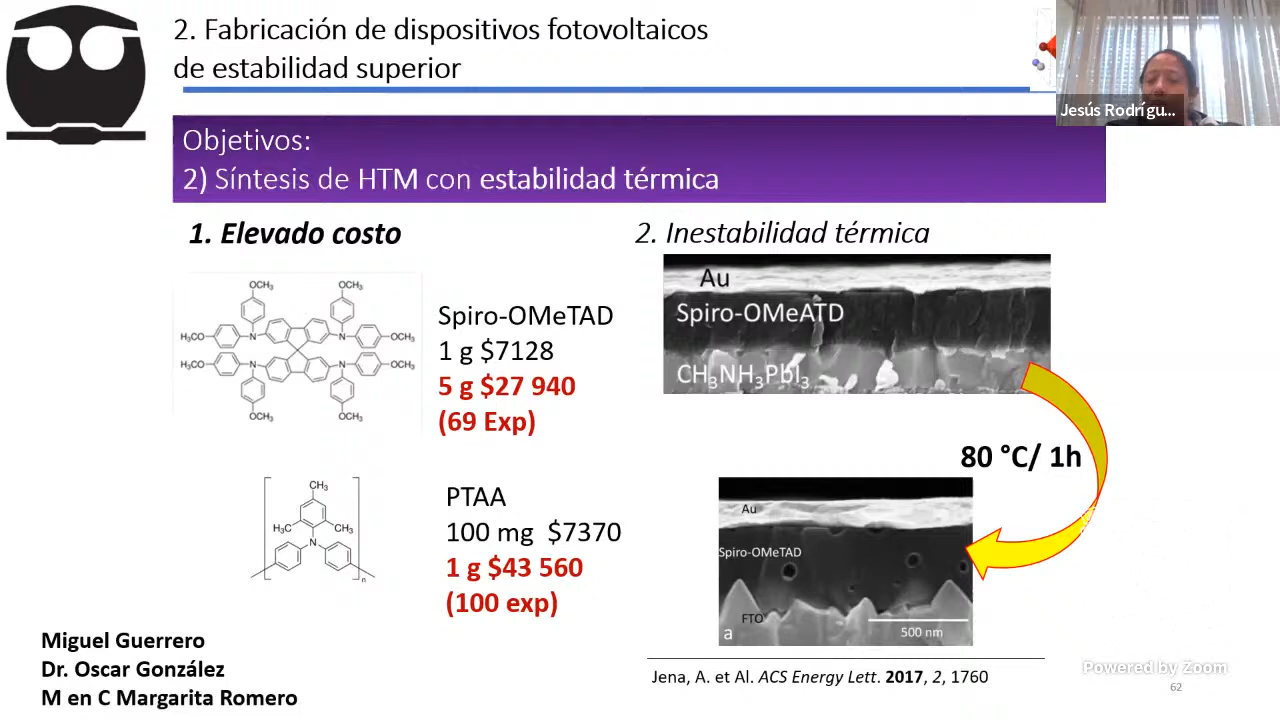 2. Fabricación de dispositivos fotovoltaicos
de estabilidad superior
Jesús Rodrígu...
Objetivos:
2) Síntesis de HTM con estabilidad térmica
1. Elevado costo
2. Inestabilidad térmica
OCH₃ OCH₃
H₃CO N N OCH₃
H₃CO N N OCH₃
OCH₃ OCH₃
Spiro-OMeTAD
1 g $7128
5 g $27 940
(69 Exp)
Au
Spiro-OMeATD
CH₃NH₃PbI₃
80 °C/ 1h
CH₃
H₃C CH₃
N
n
PTAA
100 mg $7370
1 g $43 560
(100 exp)
Au
Spiro-OMeTAD
FTO
a
500 nm
Jena, A. et Al. ACS Energy Lett. 2017, 2, 1760
Miguel Guerrero
Dr. Oscar González
M en C Margarita Romero
Powered by Zoom
62